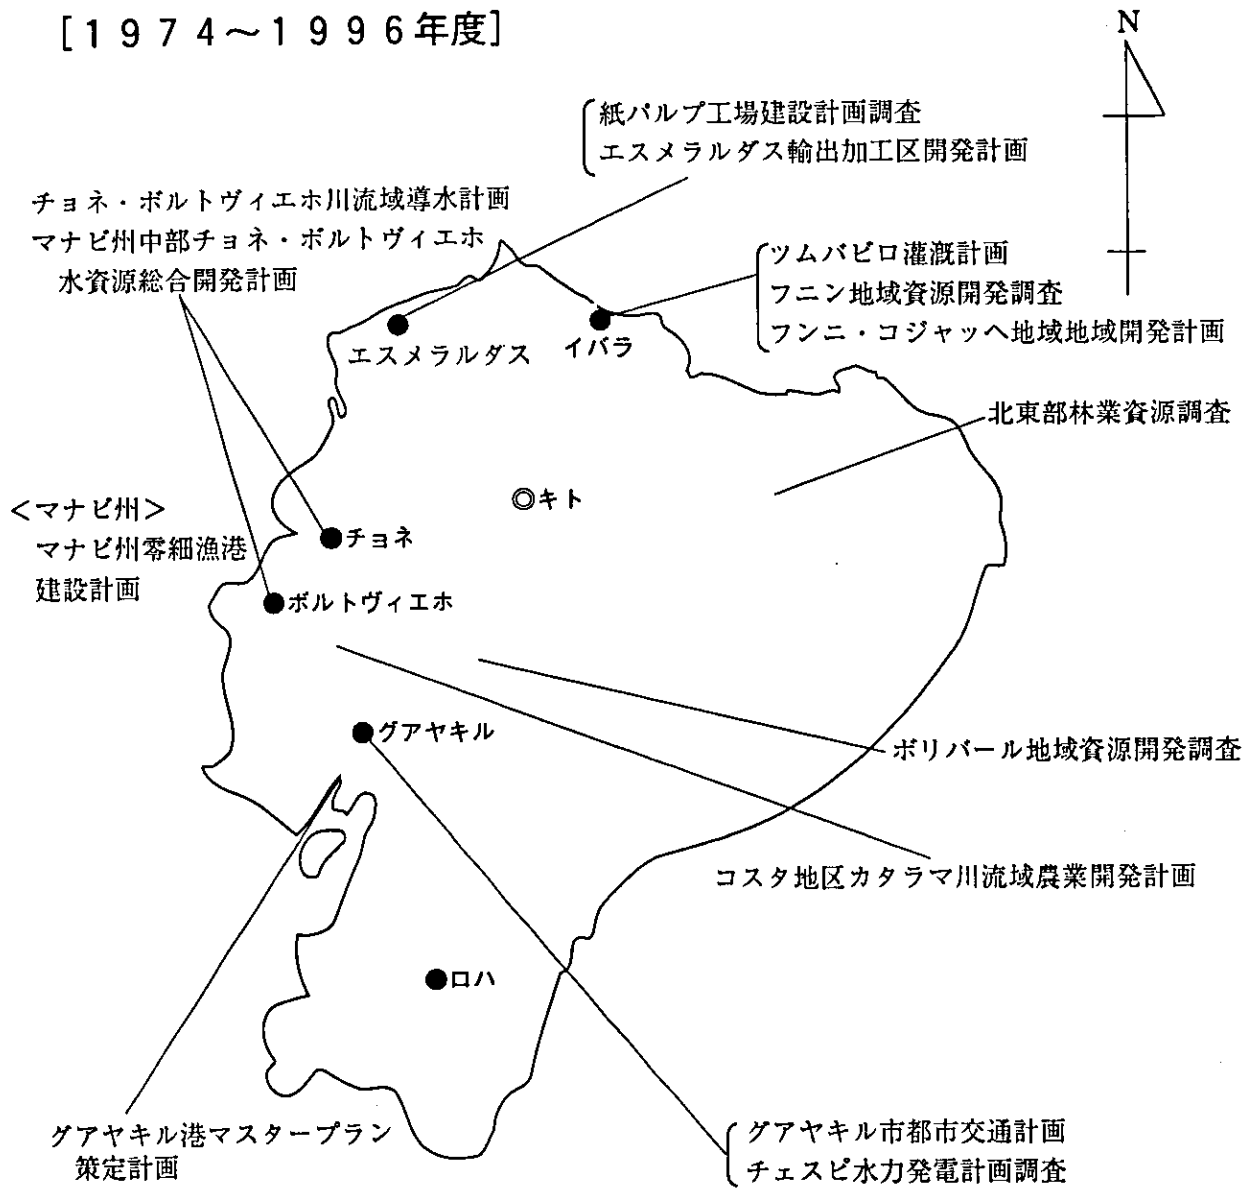 [1974～1996年度]
N
紙パルプ工場建設計画調査
エスメラルダス輸出加工区開発計画
チョネ・ボルトヴィエホ川流域導水計画
マナビ州中部チョネ・ボルトヴィエホ
水資源総合開発計画
ツムバビロ灌漑計画
フニン地域資源開発調査
フンニ・コジャッヘ地域地域開発計画
エスメラルダス
イバラ
北東部林業資源調査
キト
＜マナビ州＞
マナビ州零細漁港
建設計画
チョネ
ボルトヴィエホ
グアヤキル
ボリバール地域資源開発調査
コスタ地区カタラマ川流域農業開発計画
ロハ
グアヤキル港マスタープラン
策定計画
グアヤキル市都市交通計画
チェスピ水力発電計画調査